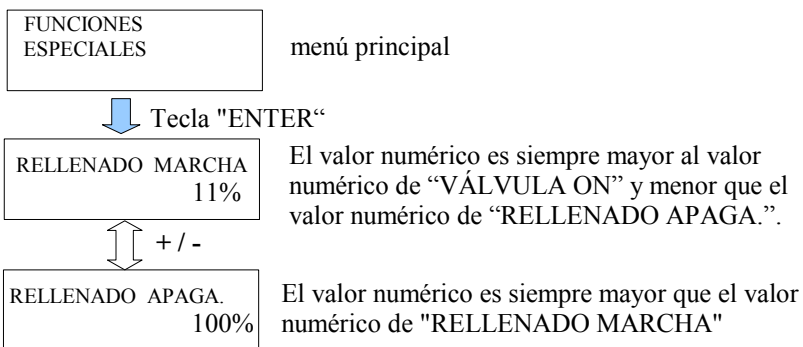 FUNCIONES
ESPECIALES
menú principal
Tecla "ENTER“
RELLENADO MARCHA
11%
El valor numérico es siempre mayor al valor
numérico de “VÁLVULA ON” y menor que el
valor numérico de “RELLENADO APAGA.”.
+ / -
RELLENADO APAGA.
100%
El valor numérico es siempre mayor que el valor
numérico de "RELLENADO MARCHA"